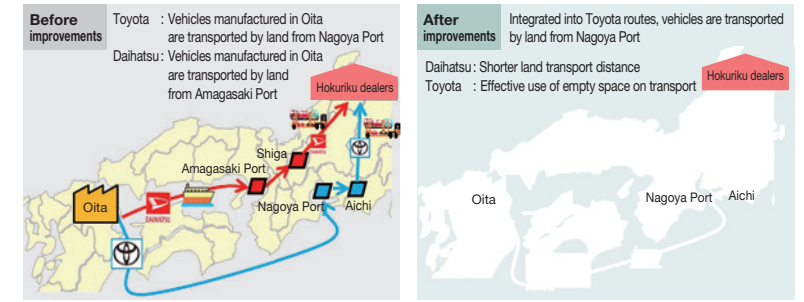 Before
improvements
Toyota : Vehicles manufactured in Oita
are transported by land from Nagoya Port
Daihatsu : Vehicles manufactured in Oita
are transported by land
from Amagasaki Port
Hokuriku dealers
Shiga
Amagasaki Port
Oita
DAIHATSU
Nagoya Port
Aichi
After
improvements
Integrated into Toyota routes, vehicles are transported
by land from Nagoya Port
Daihatsu : Shorter land transport distance
Toyota : Effective use of empty space on transport
Hokuriku dealers
Oita
Nagoya Port
Aichi